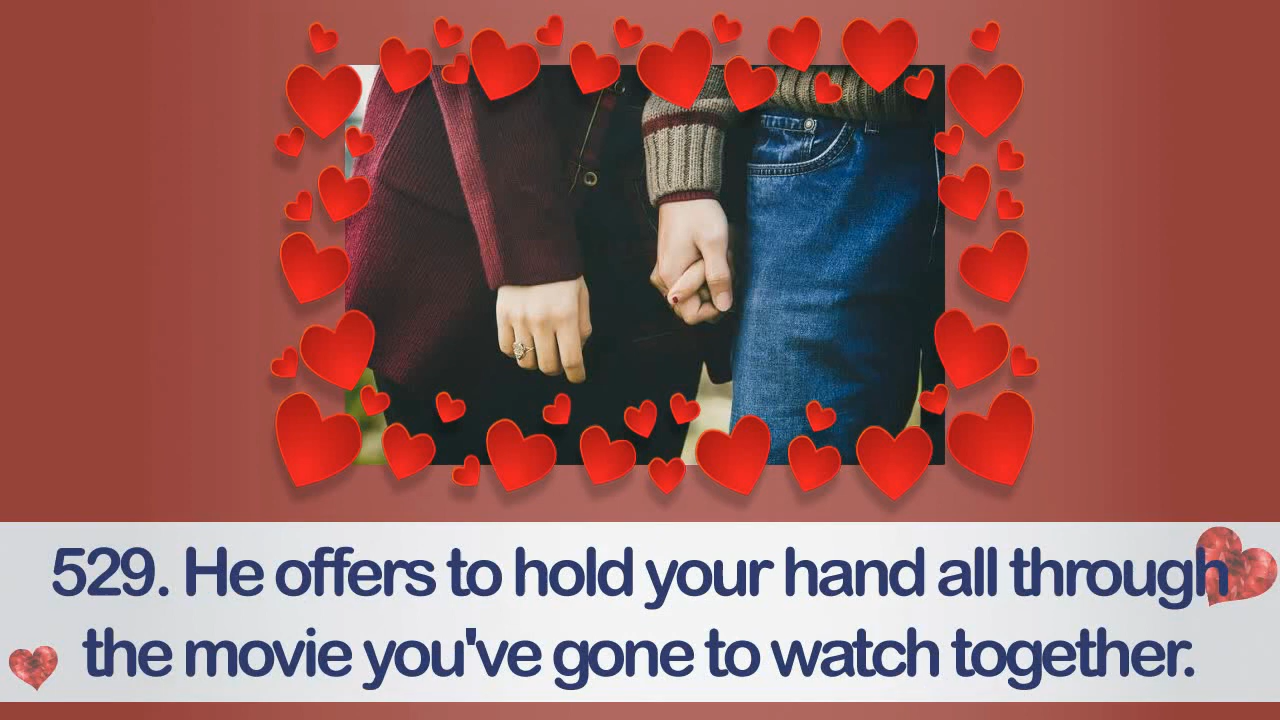 529. He offers to hold your hand all through
the movie you've gone to watch together.